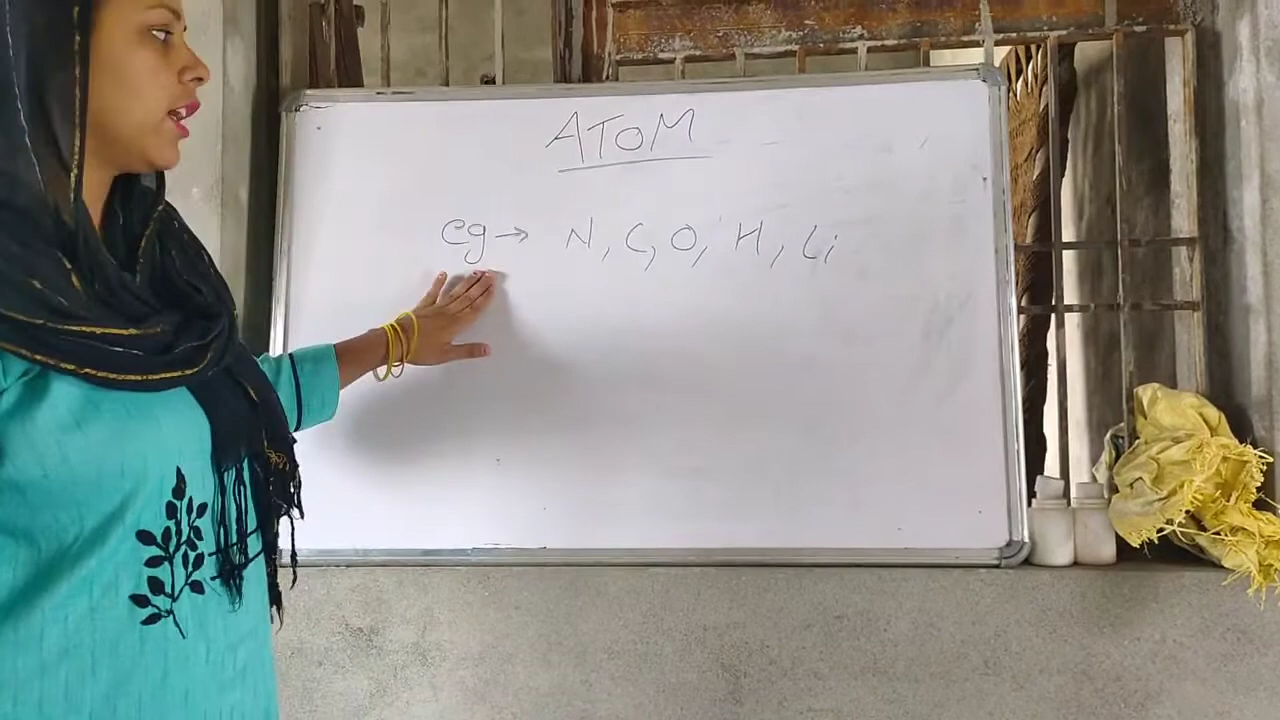 ATOM
eg → N, C, O, H, Li